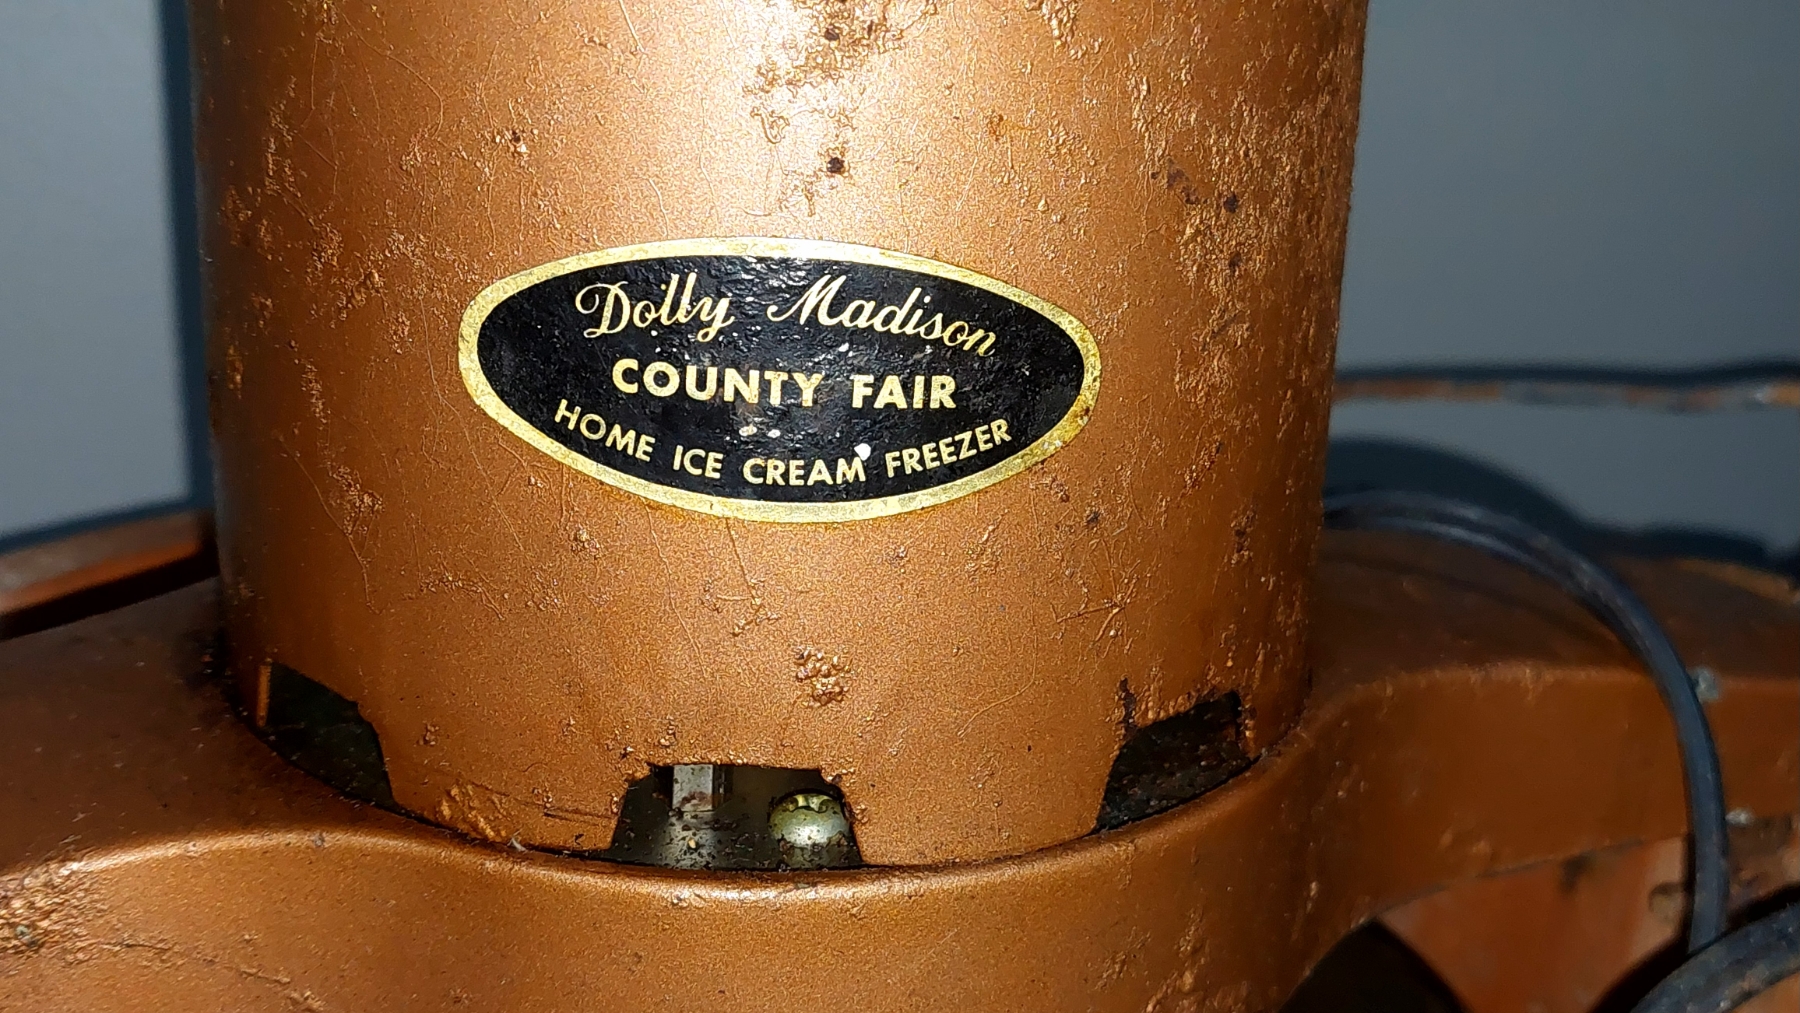 Dolly Madison
COUNTY FAIR
HOME ICE CREAM FREEZER